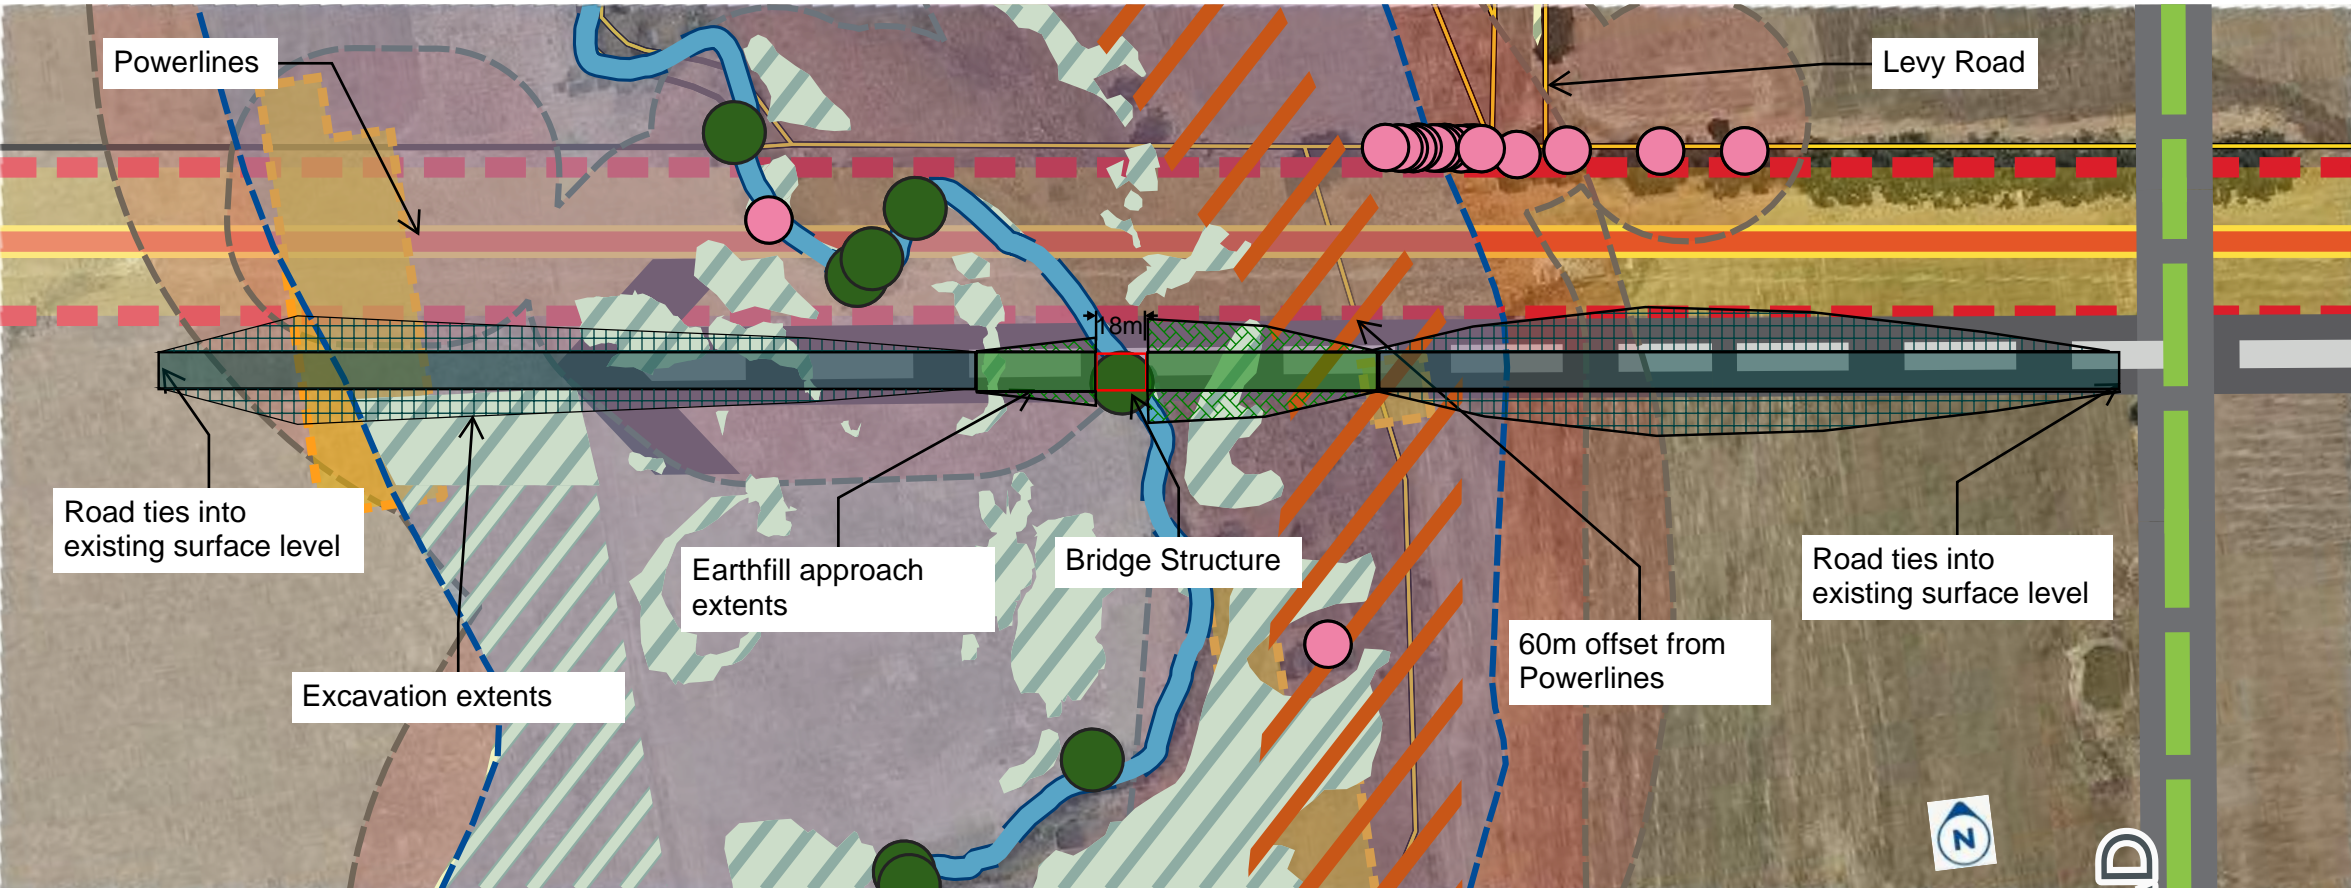 Powerlines
Levy Road
18m
Road ties into
existing surface level
Earthfill approach
extents
Bridge Structure
Road ties into
existing surface level
60m offset from
Powerlines
Excavation extents
N
D